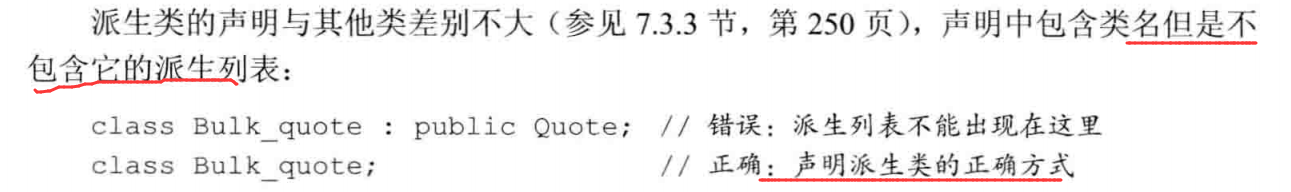 派生类的声明与其他类差别不大（参见 7.3.3 节，第 250 页），声明中包含类名但是不
包含它的派生列表：
class Bulk_quote : public Quote; // 错误：派生列表不能出现在这里
class Bulk_quote; // 正确：声明派生类的正确方式